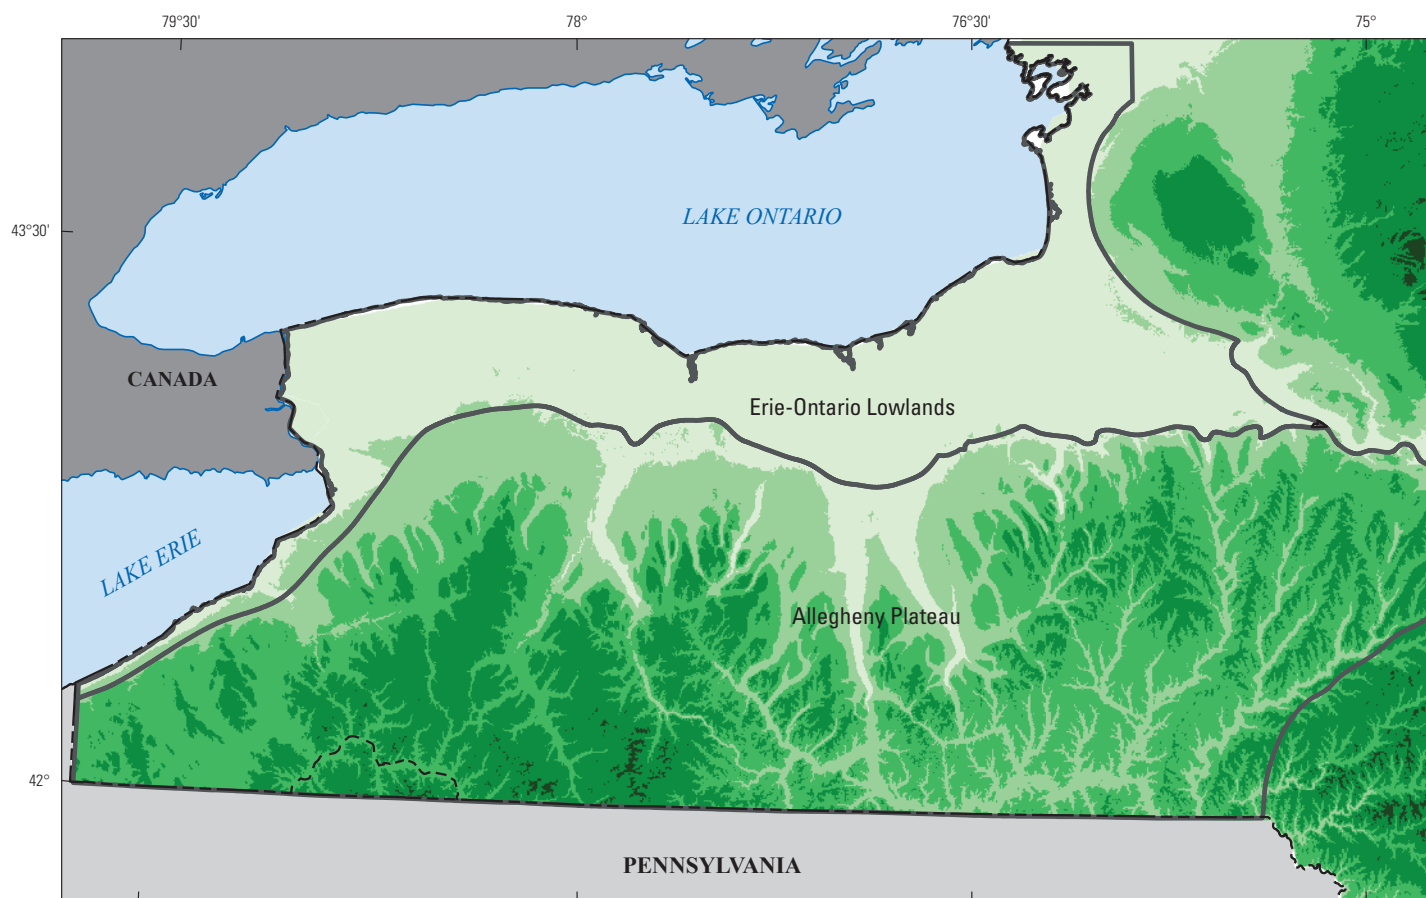 79°30'
78°
76°30'
75°
LAKE ONTARIO
43°30'
CANADA
Erie-Ontario Lowlands
LAKE ERIE
Allegheny Plateau
42°
PENNSYLVANIA